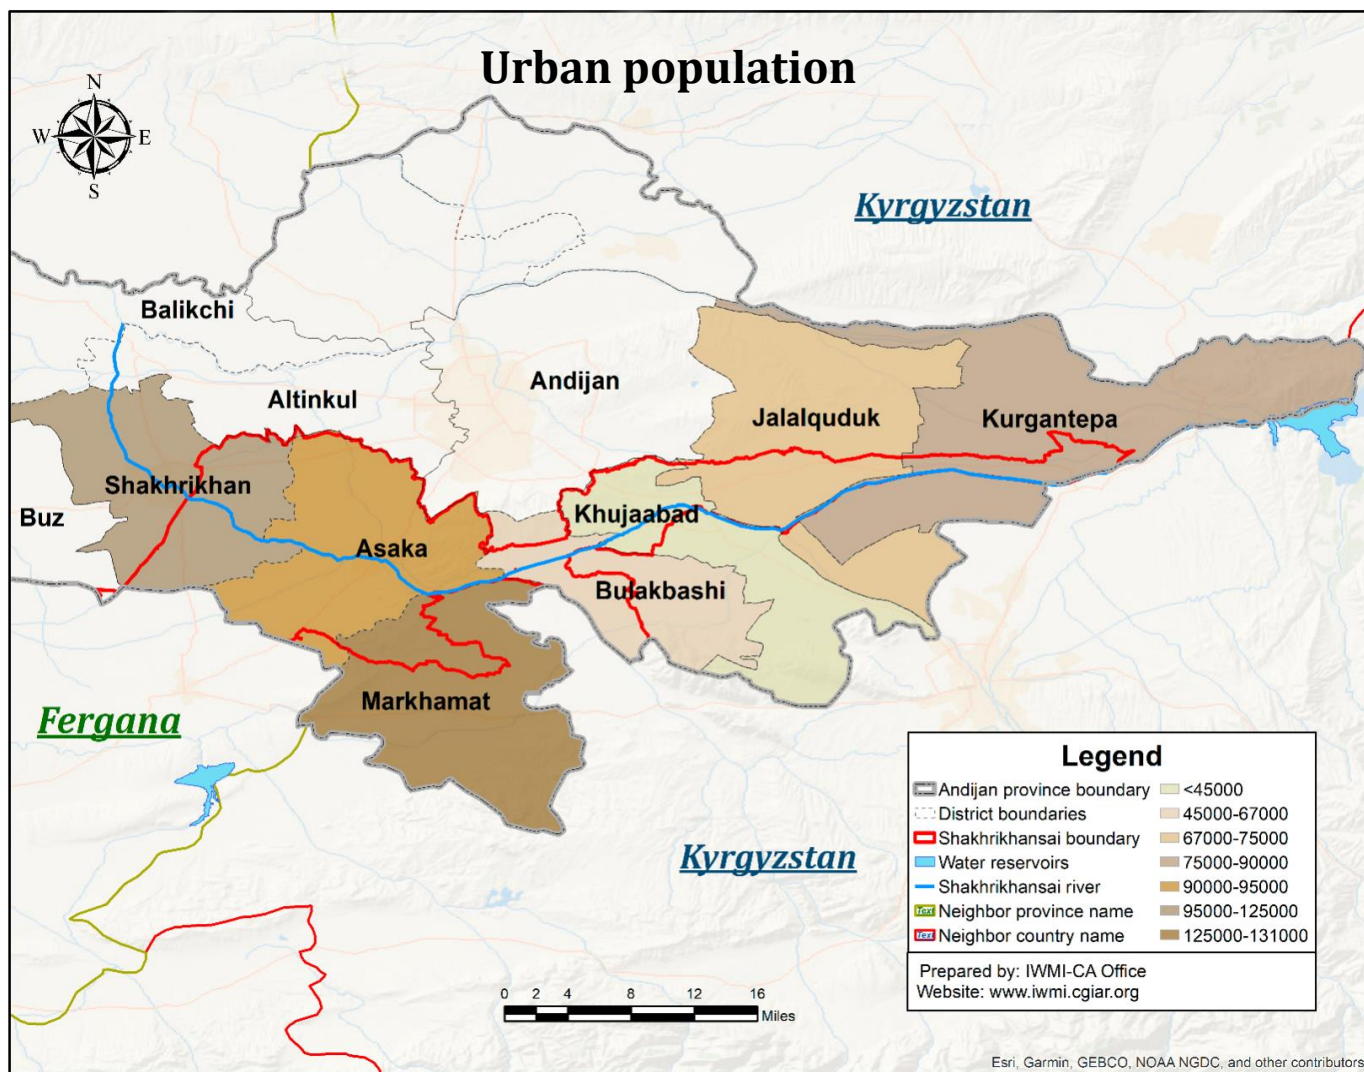 Urban population
N
W E
S
Kyrgyzstan
Balikchi
Andijan
Altinkul
Jalalquduk
Kurgantepa
Shakhrikhan
Buz
Khujaabad
Asaka
Bulakbashi
Markhamat
Fergana
Kyrgyzstan
Legend
Andijan province boundary
District boundaries
Shakhrikhansai boundary
Water reservoirs
Shakhrikhansai river
Text Neighbor province name
Text Neighbor country name
<45000
45000-67000
67000-75000
75000-90000
90000-95000
95000-125000
125000-131000
Prepared by: IWMI-CA Office
Website: www.iwmi.cgiar.org
0 2 4 8 12 16
Miles
Esri, Garmin, GEBCO, NOAA NGDC, and other contributors